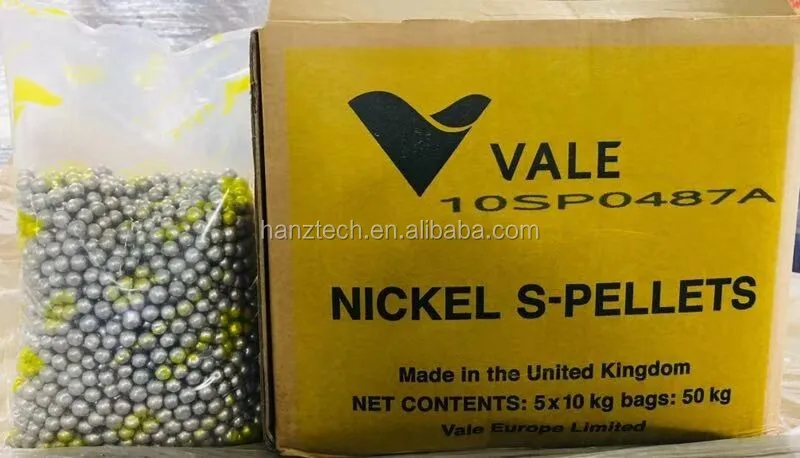 VALE
10SP0487A
hanztech.en.alibaba.com
NICKEL S-PELLETS
Made in the United Kingdom
NET CONTENTS: 5x10 kg bags: 50 kg
Vale Europe Limited